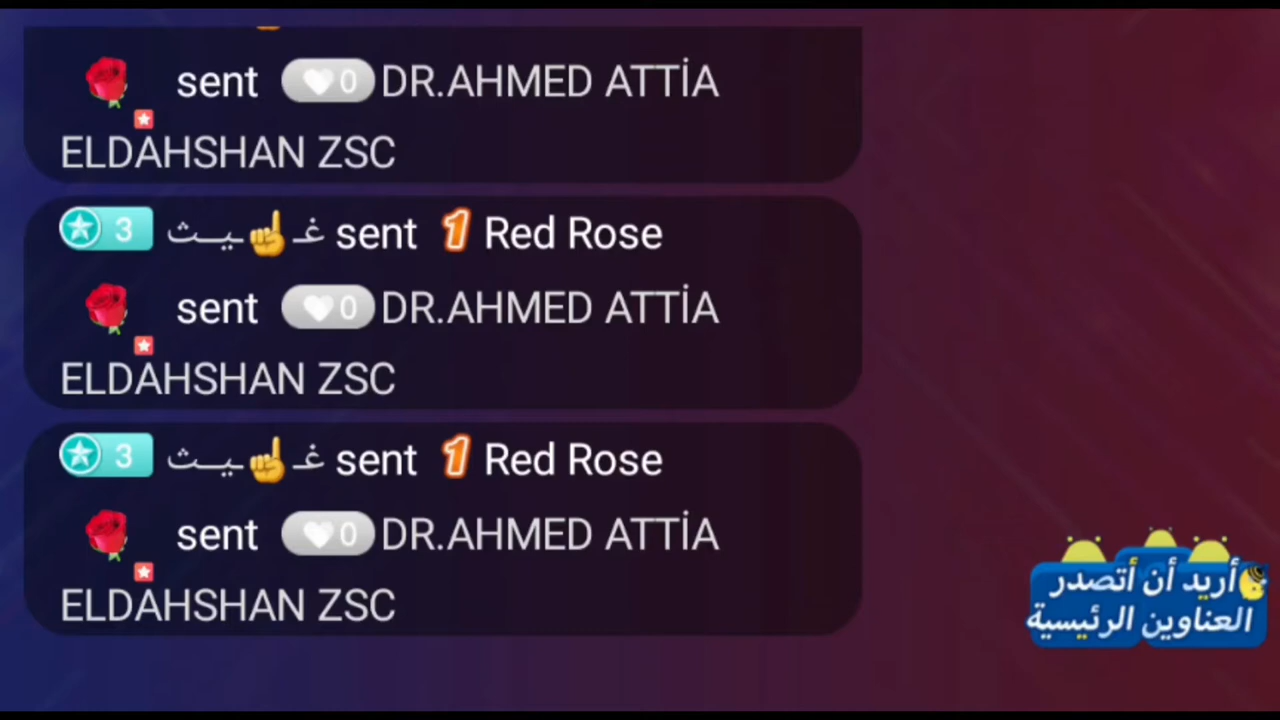 sent 0 DR.AHMED ATTİA
ELDAHSHAN ZSC
3 غـ☝ـيــث sent 1 Red Rose
sent 0 DR.AHMED ATTİA
ELDAHSHAN ZSC
3 غـ☝ـيــث sent 1 Red Rose
sent 0 DR.AHMED ATTİA
ELDAHSHAN ZSC
أريد أن أتصدر
العناوين الرئيسية